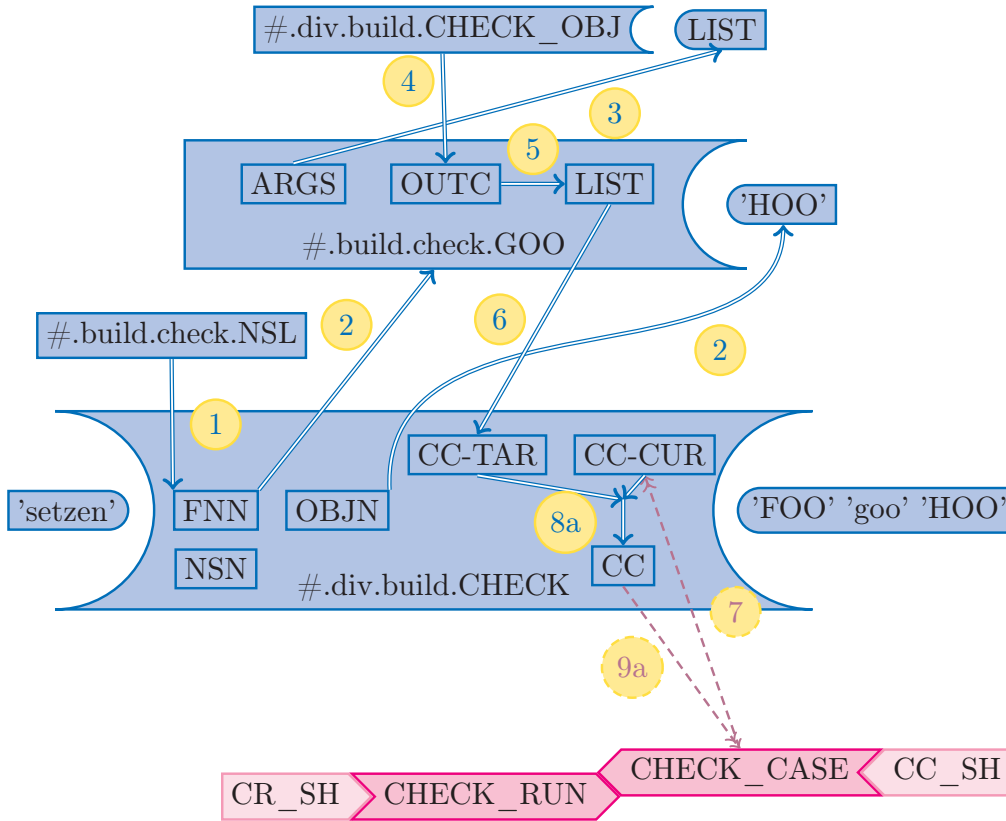 #.div.build.CHECK_OBJ LIST
4
3
5
ARGS OUTC LIST
'HOO'
#.build.check.GOO
2 6
#.build.check.NSL
2
1
CC-TAR CC-CUR
'setzen' FNN OBJN 'FOO' 'goo' 'HOO'
8a
NSN CC
#.div.build.CHECK
7
9a
CHECK_CASE CC_SH
CR_SH CHECK_RUN